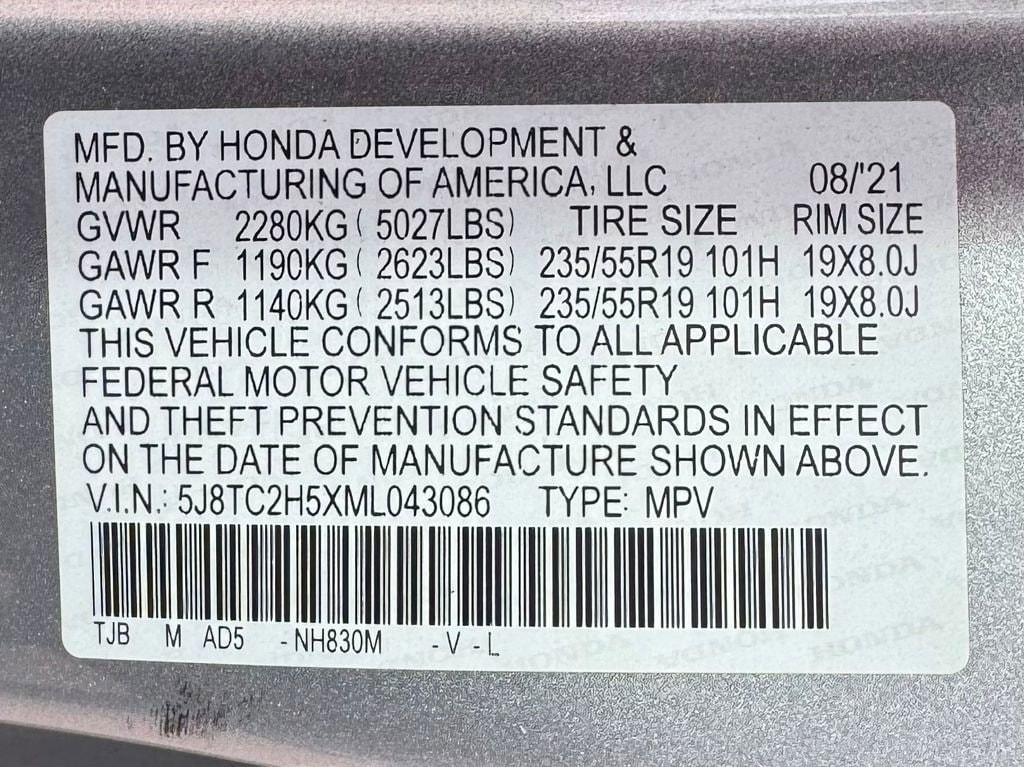 MFD. BY HONDA DEVELOPMENT &
MANUFACTURING OF AMERICA, LLC 08/'21
GVWR 2280KG ( 5027LBS) TIRE SIZE RIM SIZE
GAWR F 1190KG ( 2623LBS) 235/55R19 101H 19X8.0J
GAWR R 1140KG ( 2513LBS) 235/55R19 101H 19X8.0J
THIS VEHICLE CONFORMS TO ALL APPLICABLE
FEDERAL MOTOR VEHICLE SAFETY
AND THEFT PREVENTION STANDARDS IN EFFECT
ON THE DATE OF MANUFACTURE SHOWN ABOVE.
V.I.N.: 5J8TC2H5XML043086 TYPE: MPV
TJB M AD5 -NH830M -V -L